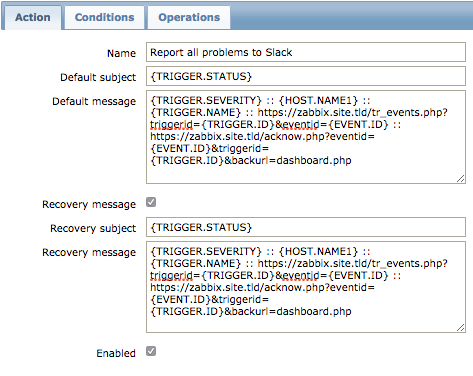 Action Conditions Operations
Name Report all problems to Slack
Default subject {TRIGGER.STATUS}
Default message {TRIGGER.SEVERITY} :: {HOST.NAME1} ::
{TRIGGER.NAME} :: https://zabbix.site.tld/tr_events.php?
triggerid={TRIGGER.ID}&eventid={EVENT.ID} ::
https://zabbix.site.tld/acknow.php?eventid=
{EVENT.ID}&triggerid=
{TRIGGER.ID}&backurl=dashboard.php
Recovery message
Recovery subject {TRIGGER.STATUS}
Recovery message {TRIGGER.SEVERITY} :: {HOST.NAME1} ::
{TRIGGER.NAME} :: https://zabbix.site.tld/tr_events.php?
triggerid={TRIGGER.ID}&eventid={EVENT.ID} ::
https://zabbix.site.tld/acknow.php?eventid=
{EVENT.ID}&triggerid=
{TRIGGER.ID}&backurl=dashboard.php
Enabled